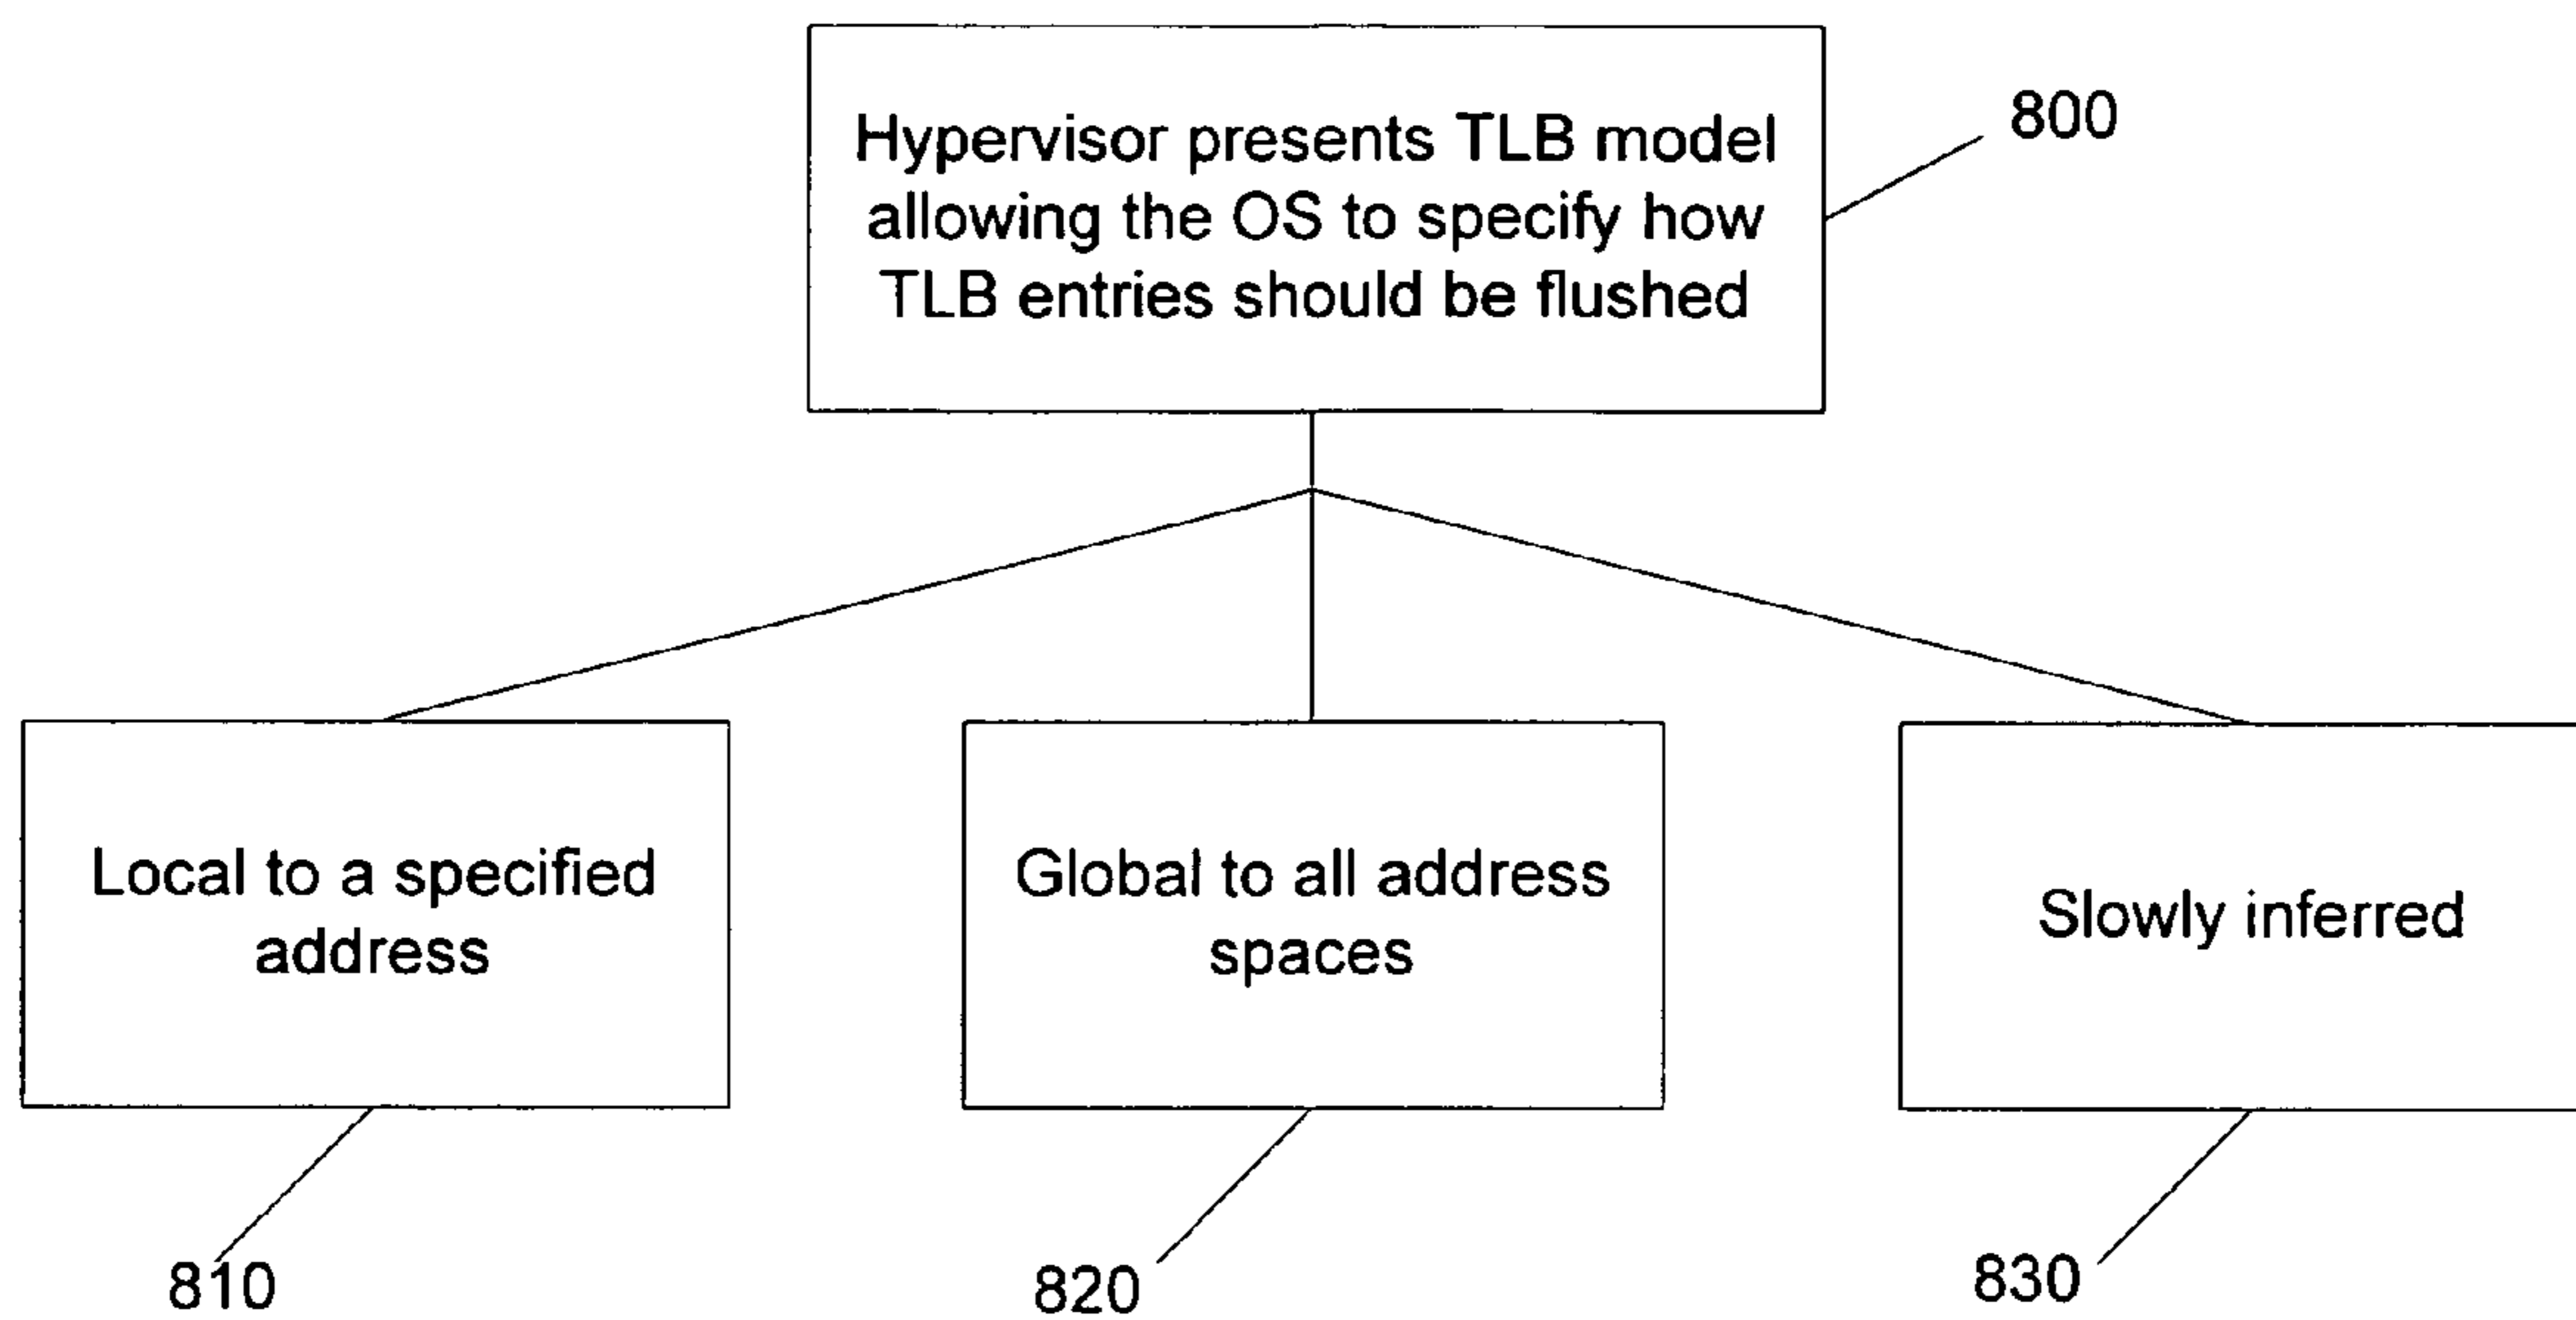 Hypervisor presents TLB model
allowing the OS to specify how
TLB entries should be flushed
800
Local to a specified
address
Global to all address
spaces
Slowly inferred
810
820
830